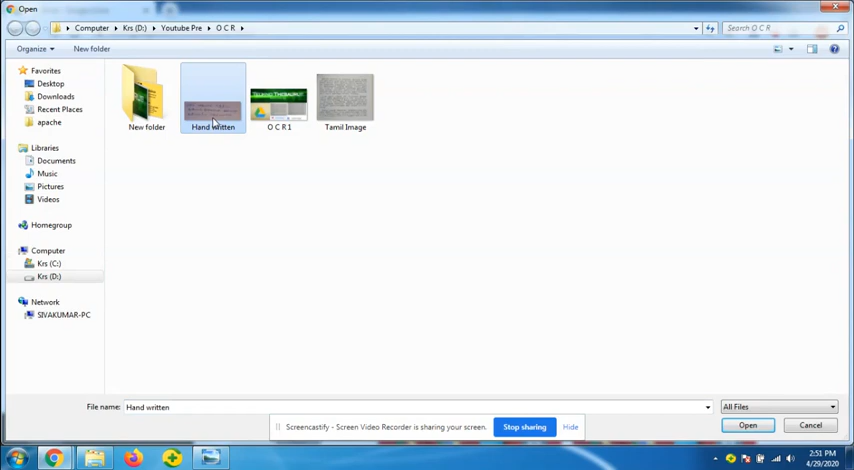 Open
Computer ▸ Krs (D:) ▸ Youtube Pre ▸ O C R ▸
Search O C R
Organize ▾ New folder
Favorites
Desktop
Downloads
Recent Places
apache
Libraries
Documents
Music
Pictures
Videos
Homegroup
Computer
Krs (C:)
Krs (D:)
Network
SIVAKUMAR-PC
New folder
Hand written
O C R 1
Tamil Image
TELKING THESAURUT
File name: Hand written
All Files
Open Cancel
Screencastify - Screen Video Recorder is sharing your screen. Stop sharing Hide
2:51 PM
4/29/2020